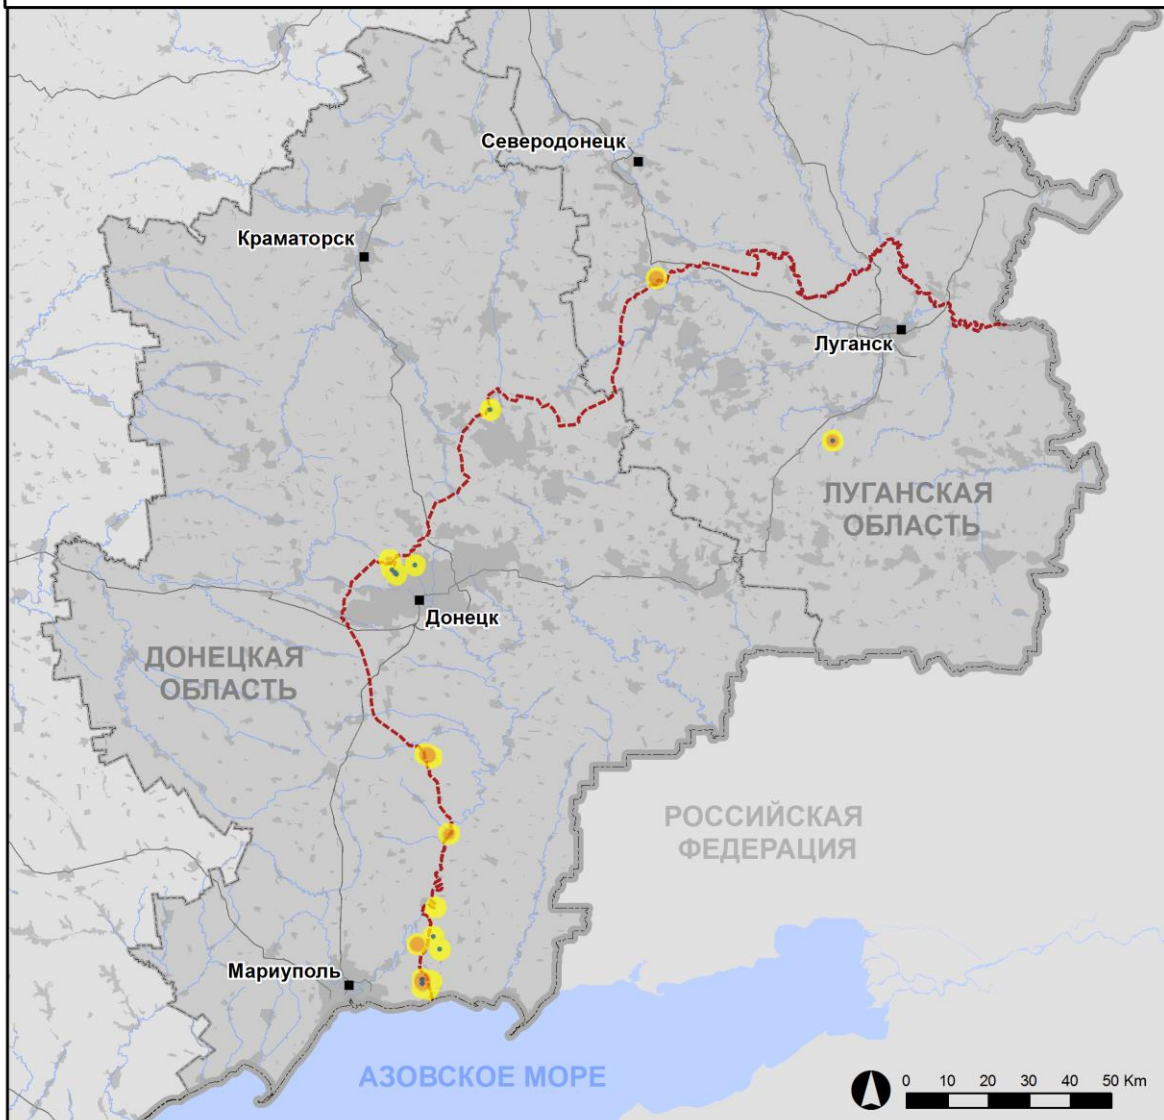 Северодонецк
Краматорск
Луганск
ЛУГАНСКАЯ
ОБЛАСТЬ
Донецк
ДОНЕЦКАЯ
ОБЛАСТЬ
РОССИЙСКАЯ
ФЕДЕРАЦИЯ
Мариуполь
АЗОВСКОЕ МОРЕ
0 10 20 30 40 50 Km